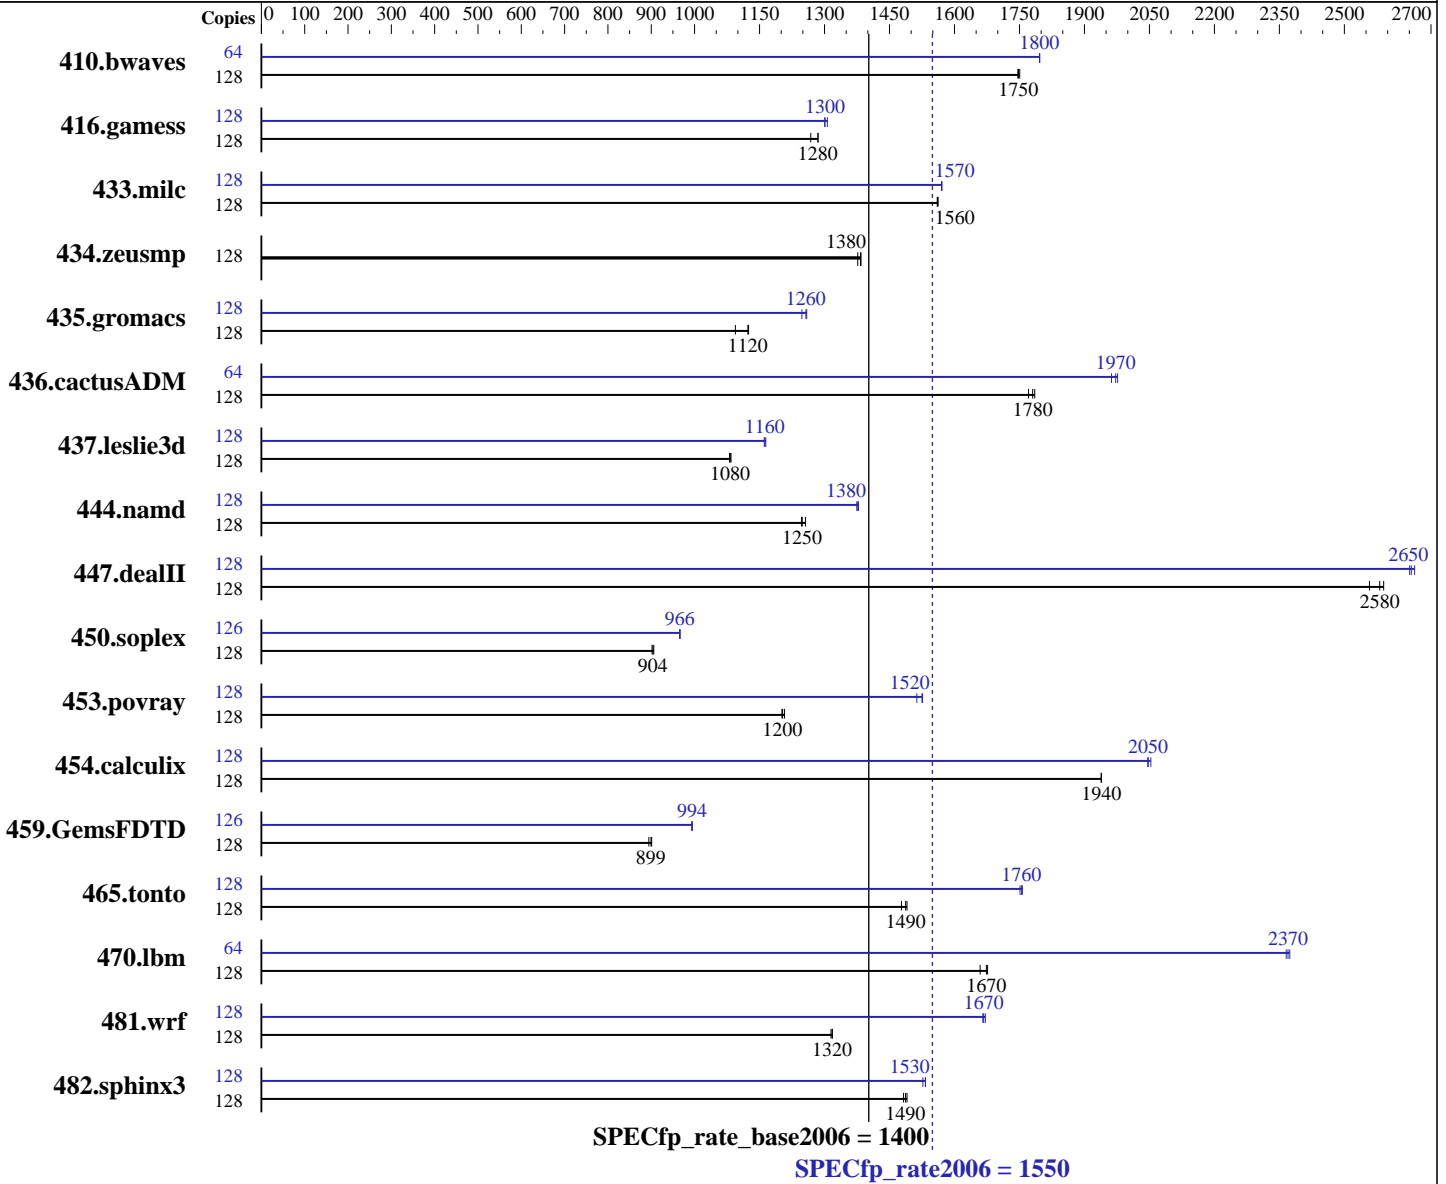 Copies 0 100 200 300 400 500 600 700 800 900 1000 1150 1300 1450 1600 1750 1900 2050 2200 2350 2500 2700
410.bwaves 64 1800
128 1750
416.gamess 128 1300
128 1280
433.milc 128 1570
128 1560
434.zeusmp 128 1380
435.gromacs 128 1260
128 1120
436.cactusADM 64 1970
128 1780
437.leslie3d 128 1160
128 1080
444.namd 128 1380
128 1250
447.dealII 128 2650
128 2580
450.soplex 126 966
128 904
453.povray 128 1520
128 1200
454.calculix 128 2050
128 1940
459.GemsFDTD 126 994
128 899
465.tonto 128 1760
128 1490
470.lbm 64 2370
128 1670
481.wrf 128 1670
128 1320
482.sphinx3 128 1530
128 1490
SPECfp_rate_base2006 = 1400
SPECfp_rate2006 = 1550